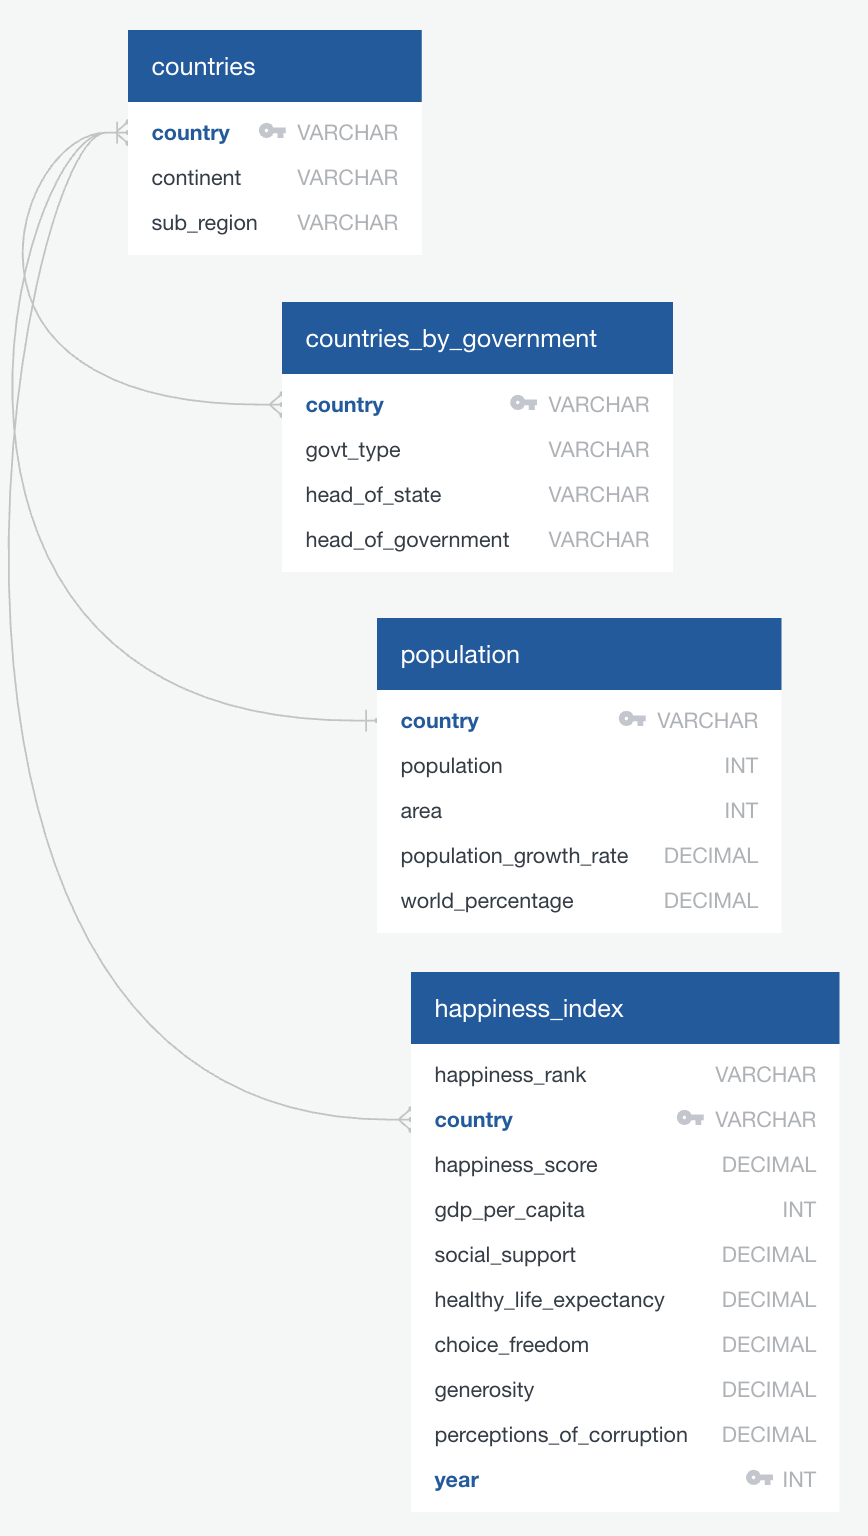 countries
country VARCHAR
continent VARCHAR
sub_region VARCHAR
countries_by_government
country VARCHAR
govt_type VARCHAR
head_of_state VARCHAR
head_of_government VARCHAR
population
country VARCHAR
population INT
area INT
population_growth_rate DECIMAL
world_percentage DECIMAL
happiness_index
happiness_rank VARCHAR
country VARCHAR
happiness_score DECIMAL
gdp_per_capita INT
social_support DECIMAL
healthy_life_expectancy DECIMAL
choice_freedom DECIMAL
generosity DECIMAL
perceptions_of_corruption DECIMAL
year INT